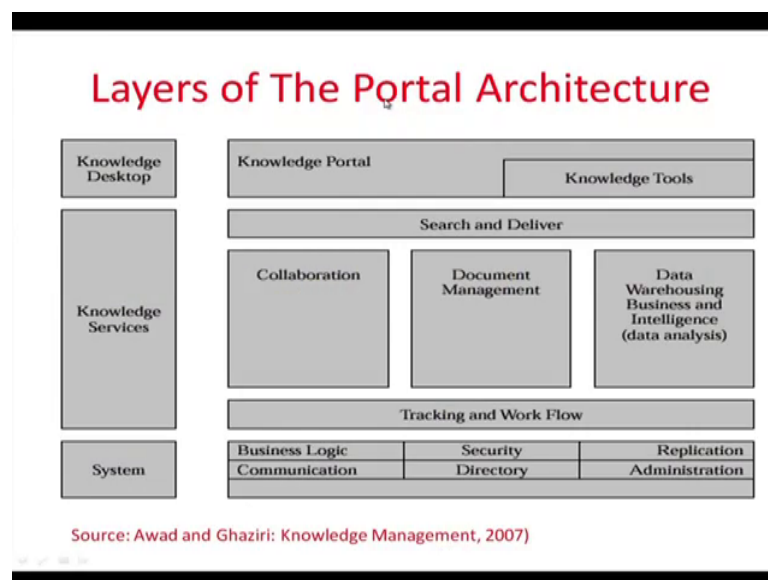 Layers of The Portal Architecture
Knowledge
Desktop
Knowledge Portal
Knowledge Tools
Knowledge
Services
Search and Deliver
Collaboration
Document
Management
Data
Warehousing
Business and
Intelligence
(data analysis)
Tracking and Work Flow
System
Business Logic
Security
Replication
Communication
Directory
Administration
Source: Awad and Ghaziri: Knowledge Management, 2007)